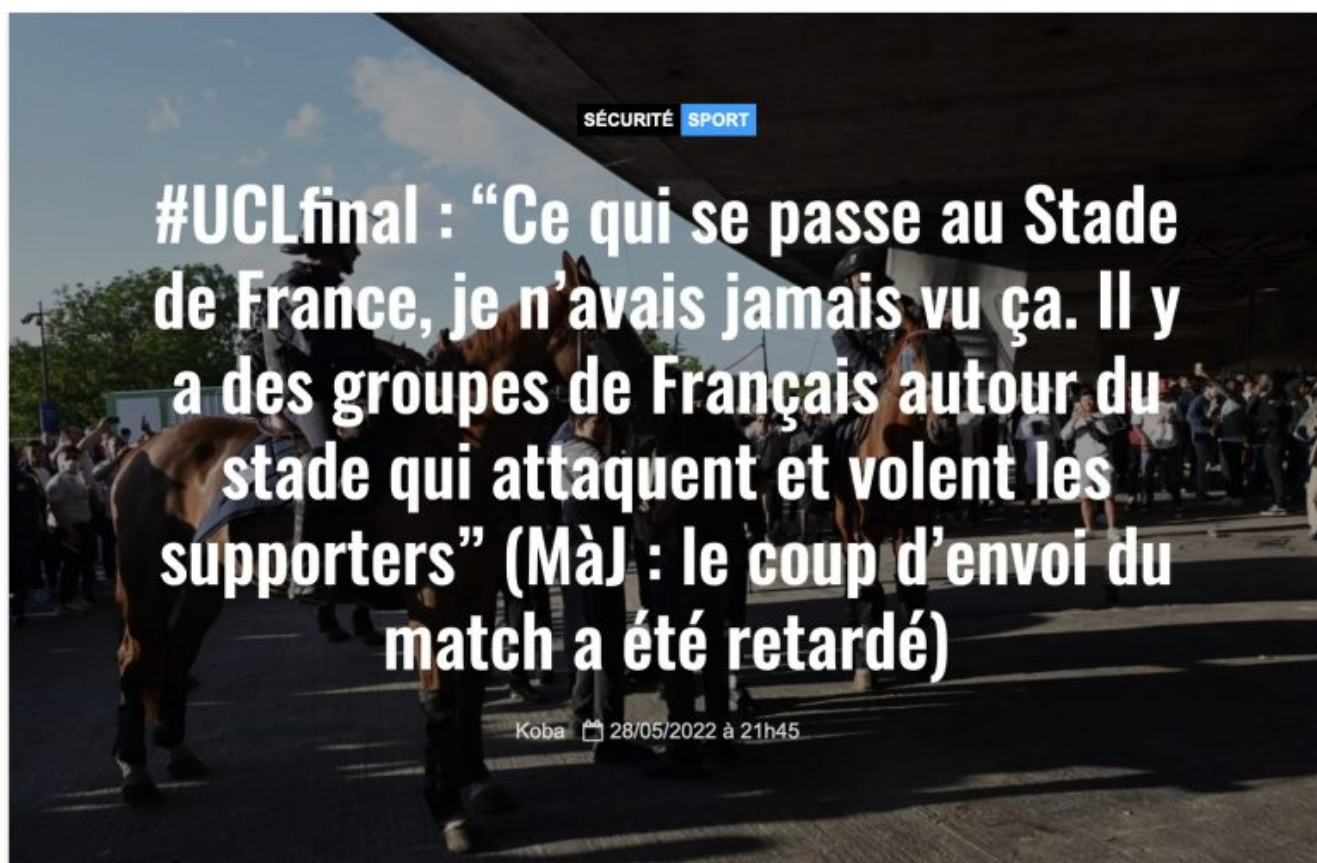 SÉCURITÉ SPORT
#UCLfinal : “Ce qui se passe au Stade
de France, je n’avais jamais vu ça. Il y
a des groupes de Français autour du
stade qui attaquent et volent les
supporters” (MàJ : le coup d’envoi du
match a été retardé)
Koba 28/05/2022 à 21h45